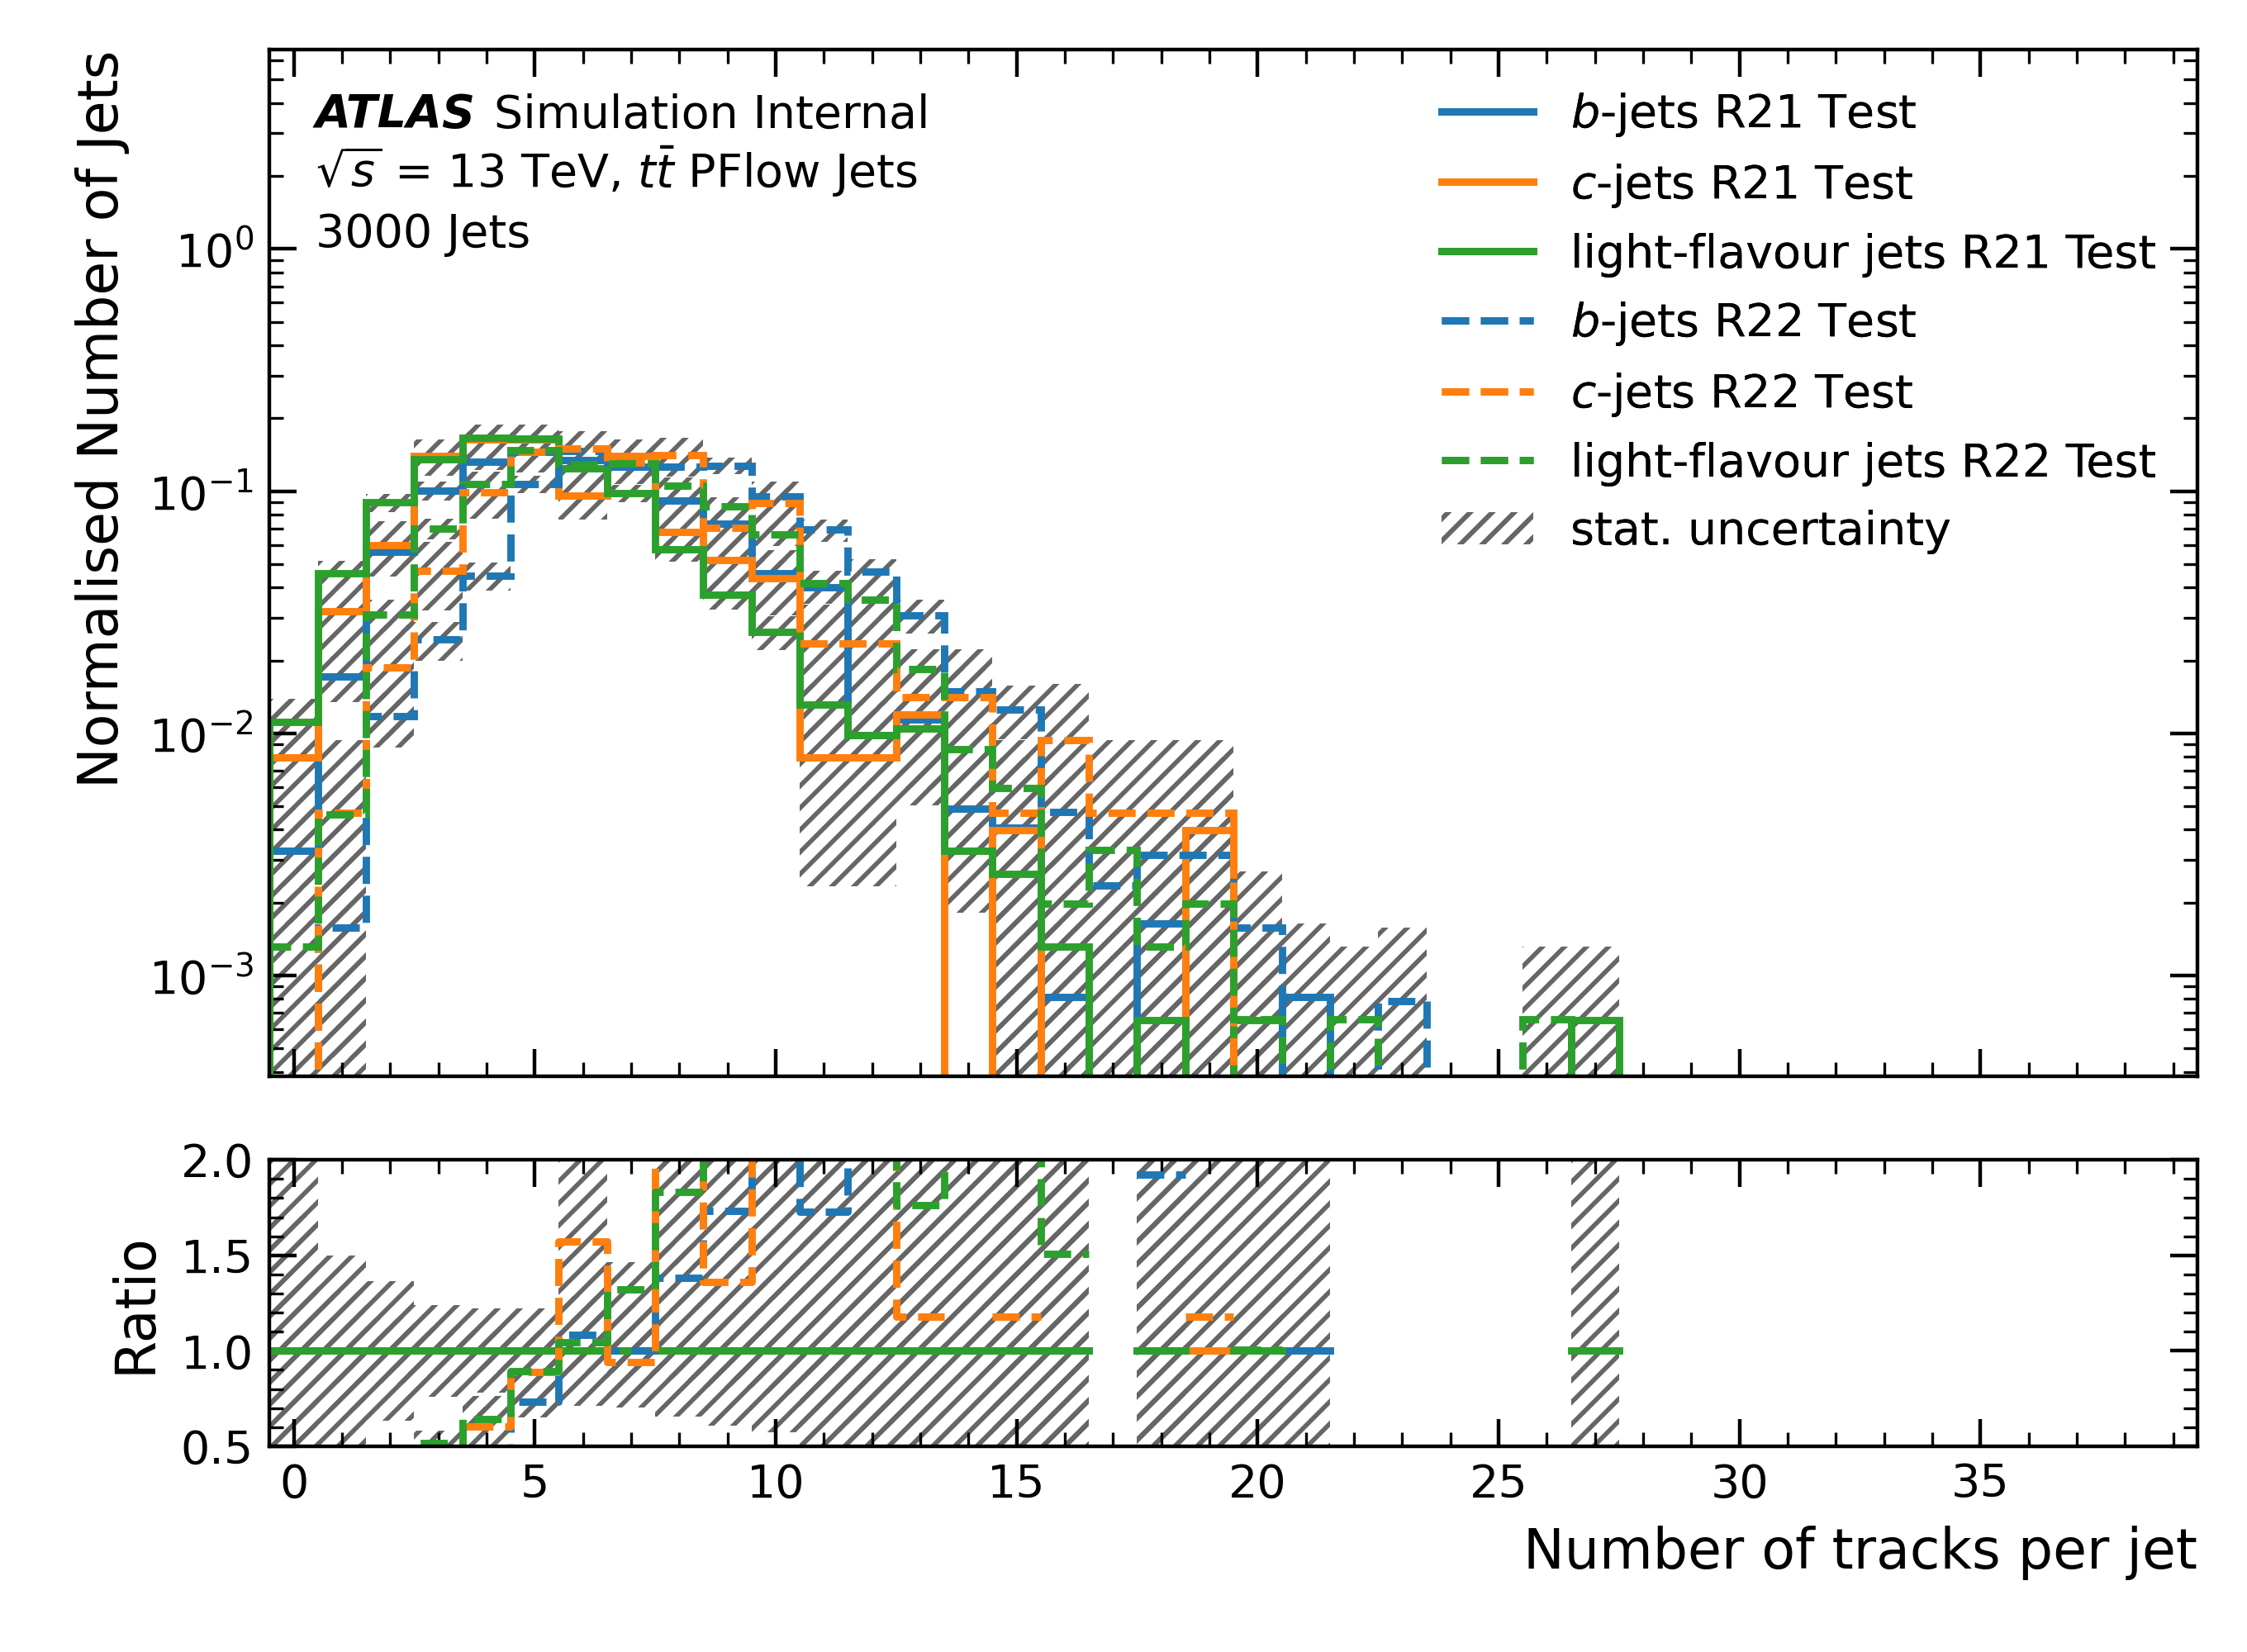 ATLAS Simulation Internal
√s = 13 TeV, tt̄ PFlow Jets
3000 Jets
b-jets R21 Test
c-jets R21 Test
light-flavour jets R21 Test
b-jets R22 Test
c-jets R22 Test
light-flavour jets R22 Test
stat. uncertainty
Normalised Number of Jets
10⁰
10⁻¹
10⁻²
10⁻³
Ratio
2.0
1.5
1.0
0.5
0 5 10 15 20 25 30 35
Number of tracks per jet